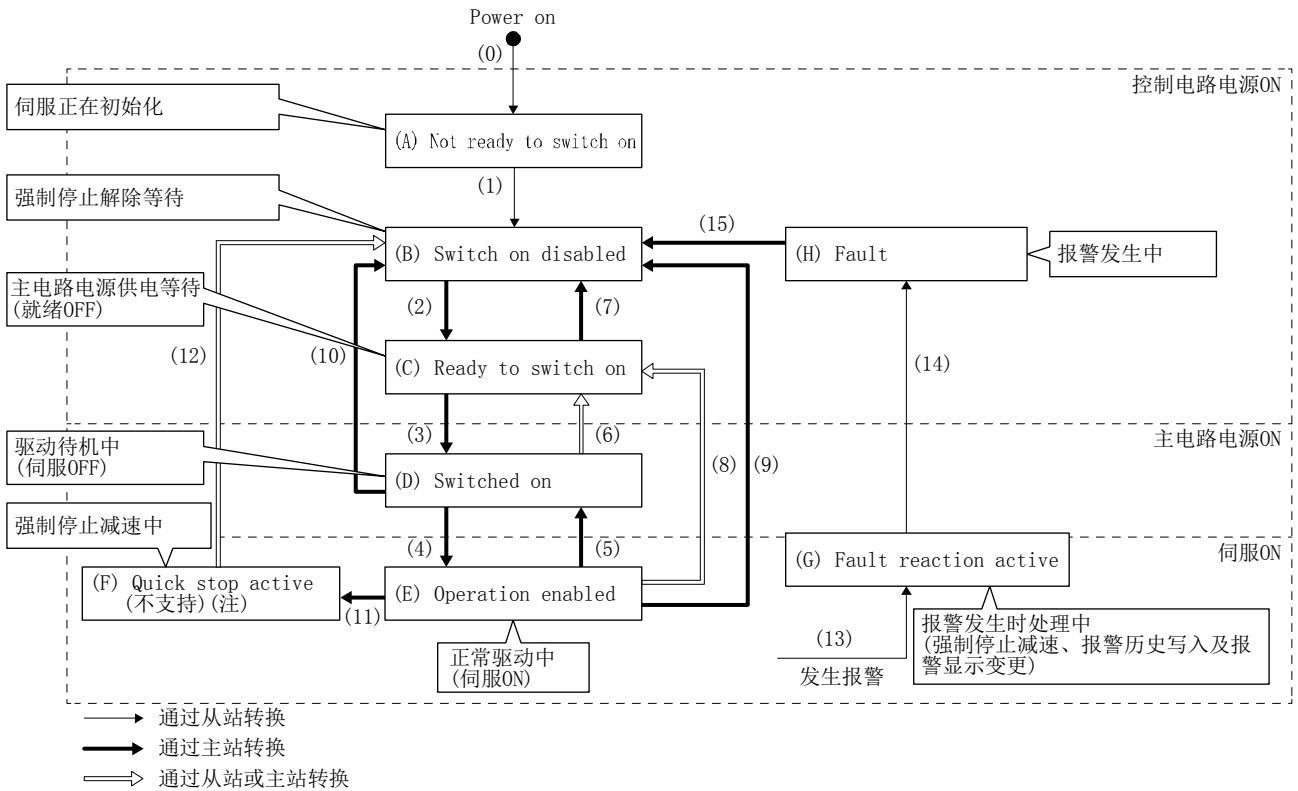 Power on
(0)
控制电路电源ON
伺服正在初始化
(A) Not ready to switch on
(1)
强制停止解除等待
(15)
(B) Switch on disabled
(H) Fault
报警发生中
主电路电源供电等待
(就绪OFF)
(2)
(7)
(12)
(10)
(14)
(C) Ready to switch on
(3)
(6)
主电路电源ON
驱动待机中
(伺服OFF)
(8)
(9)
(D) Switched on
强制停止减速中
(4)
(5)
伺服ON
(G) Fault reaction active
(F) Quick stop active
(不支持)(注)
(11)
(E) Operation enabled
报警发生时处理中
(强制停止减速、报警历史写入及报
警显示变更)
(13)
发生报警
正常驱动中
(伺服ON)
通过从站转换
通过主站转换
通过从站或主站转换